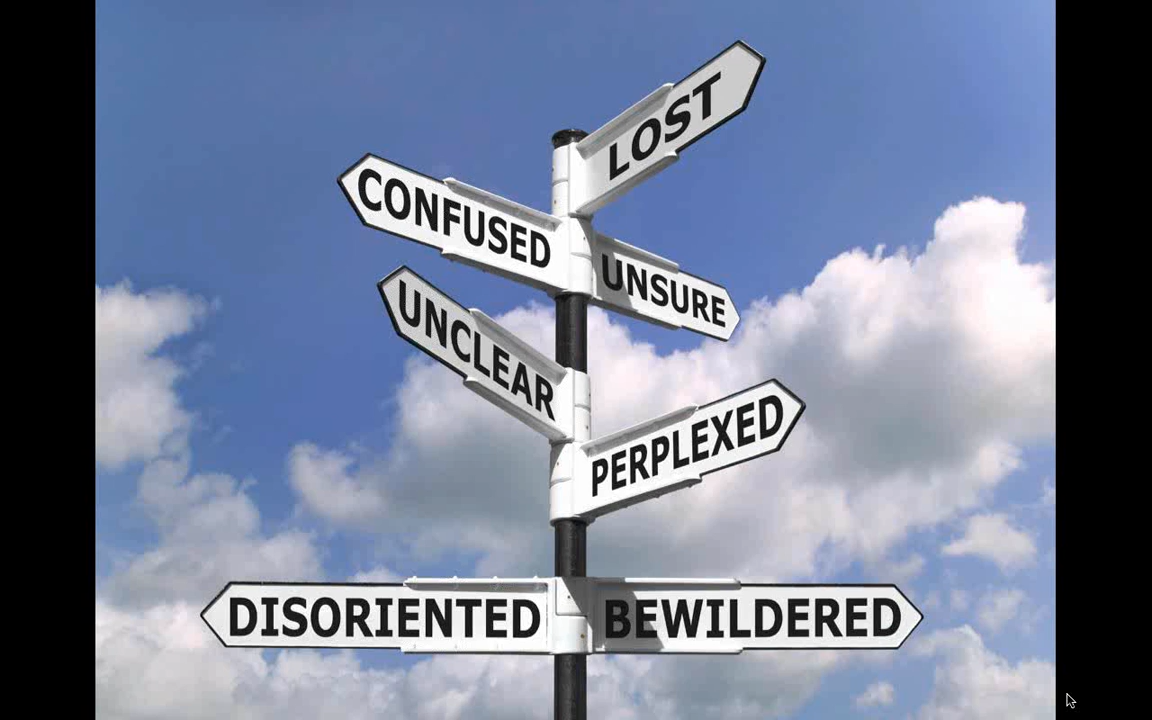 LOST
CONFUSED
UNSURE
UNCLEAR
PERPLEXED
DISORIENTED
BEWILDERED